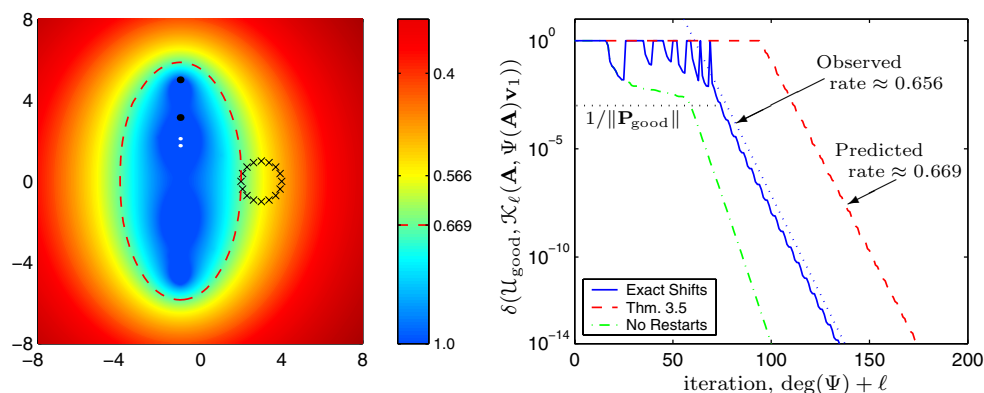 8
4
0
−4
−8
−8
−4
0
4
8
0.4
0.566
0.669
1.0
δ(𝒰good, 𝒦ℓ(A, Ψ(A)v1))
10^0
10^−5
10^−10
10^−14
1/‖Pgood‖
Observed
rate ≈ 0.656
Predicted
rate ≈ 0.669
Exact Shifts
Thm. 3.5
No Restarts
0
50
100
150
200
iteration, deg(Ψ) + ℓ